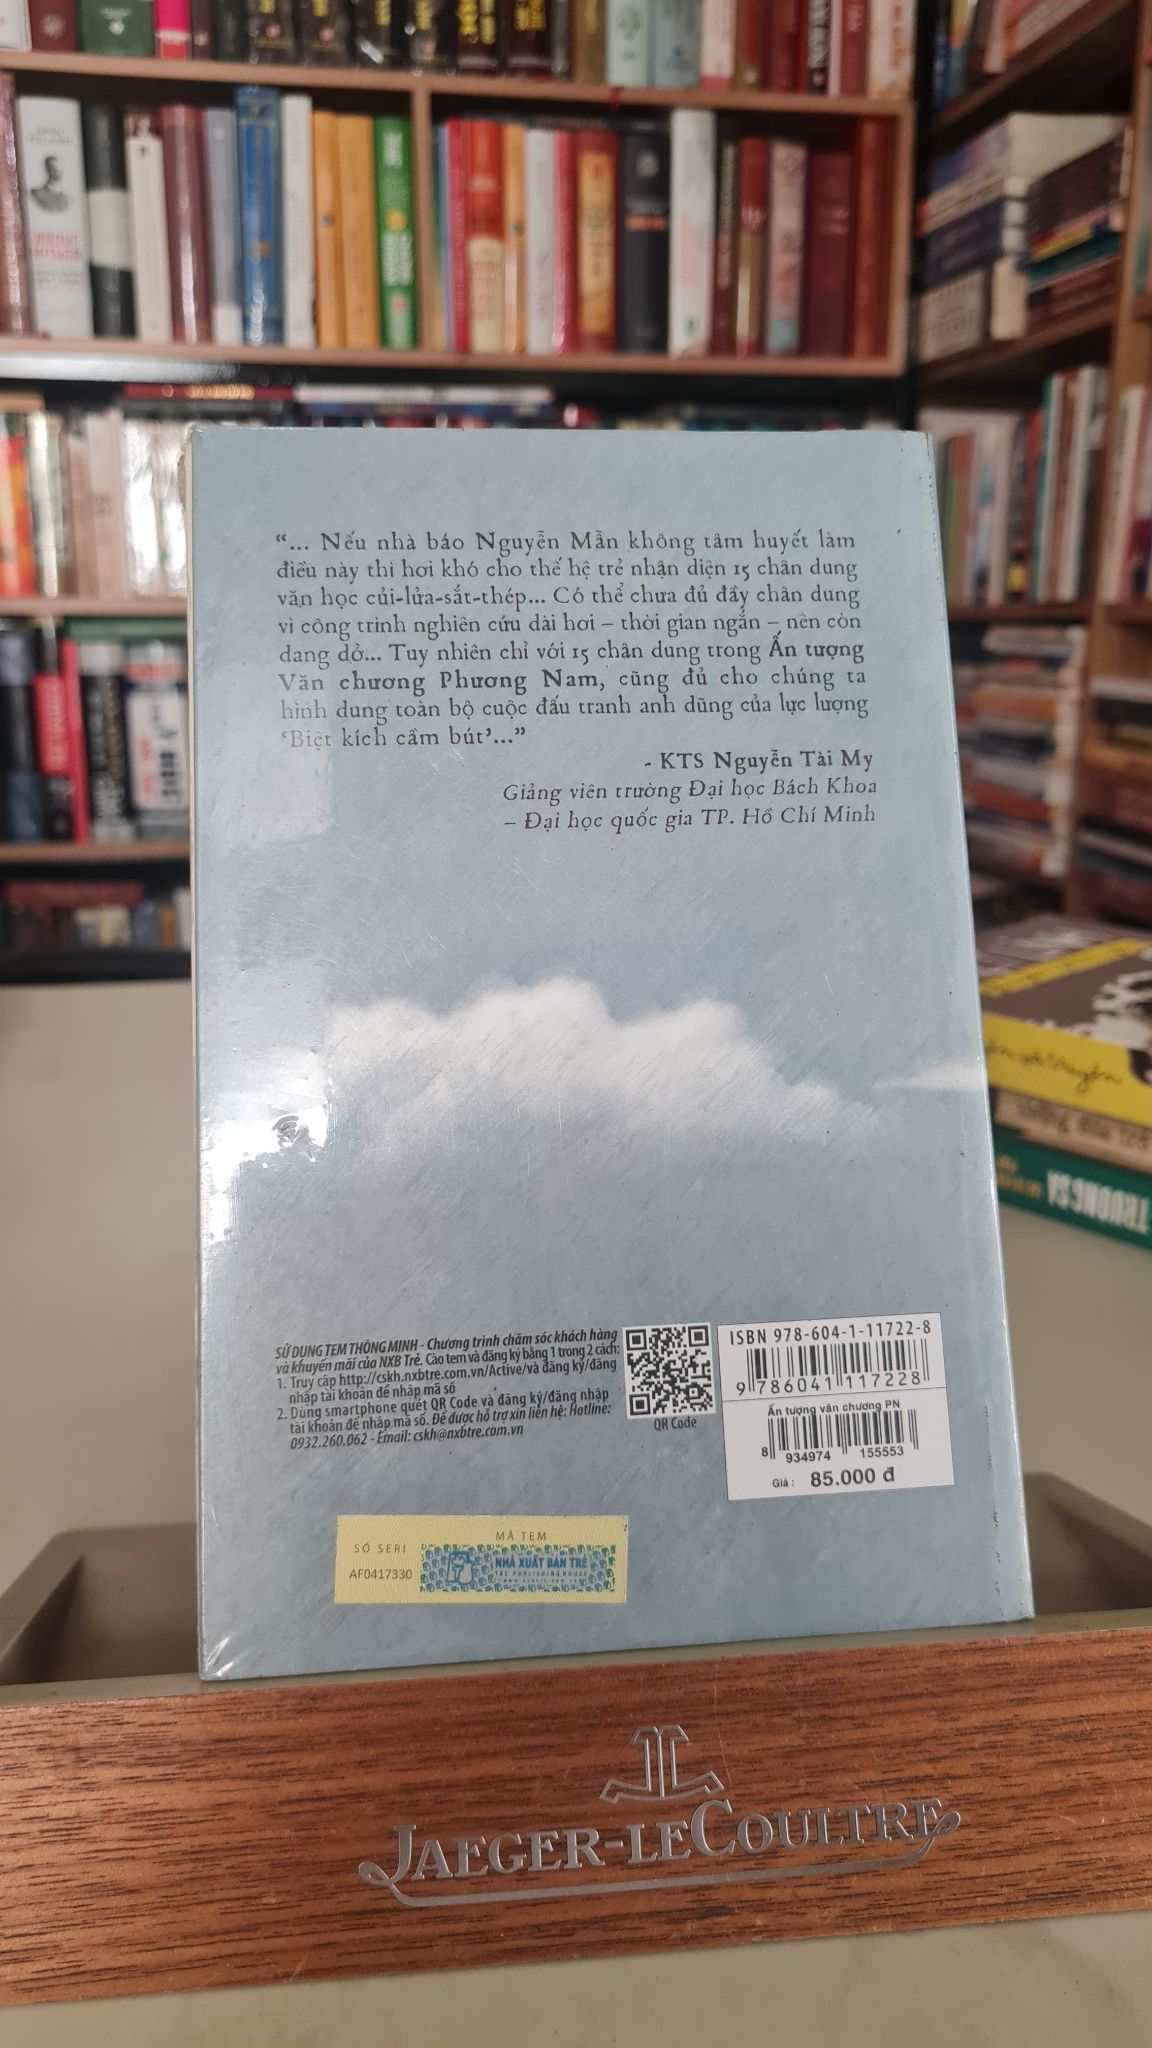 “... Nếu nhà báo Nguyễn Mẫn không tâm huyết làm
điều này thì hơi khó cho thế hệ trẻ nhận diện 15 chân dung
văn học củi-lửa-sắt-thép... Có thể chưa đủ đầy chân dung
vì công trình nghiên cứu dài hơi – thời gian ngắn – nên còn
dang dở... Tuy nhiên chỉ với 15 chân dung trong Ấn tượng
Văn chương Phương Nam, cũng đủ cho chúng ta
hình dung toàn bộ cuộc đấu tranh anh dũng của lực lượng
‘Biệt kích cầm bút’...”
- KTS Nguyễn Tài My
Giảng viên trường Đại học Bách Khoa
– Đại học quốc gia TP. Hồ Chí Minh
SỬ DỤNG TEM THÔNG MINH - Chương trình chăm sóc khách hàng
và khuyến mãi của NXB Trẻ. Cào tem và đăng ký bằng 1 trong 2 cách:
1. Truy cập http://cskh.nxbtre.com.vn/Active/và đăng ký/đăng
nhập tài khoản để nhập mã số
2. Dùng smartphone quét QR Code và đăng ký/đăng nhập
tài khoản để nhập mã số. Để được hỗ trợ xin liên hệ: Hotline:
0932.260.062 - Email: cskh@nxbtre.com.vn
QR Code
ISBN 978-604-1-11722-8
9 786041 117228
Ấn tượng văn chương PN
8 934974 155553
Giá : 85.000 đ
MÃ TEM
SỐ SERI
AF0417330
NHÀ XUẤT BẢN TRẺ
TRE PUBLISHING HOUSE
TRUONGSA
JAEGER-LECOULTRE